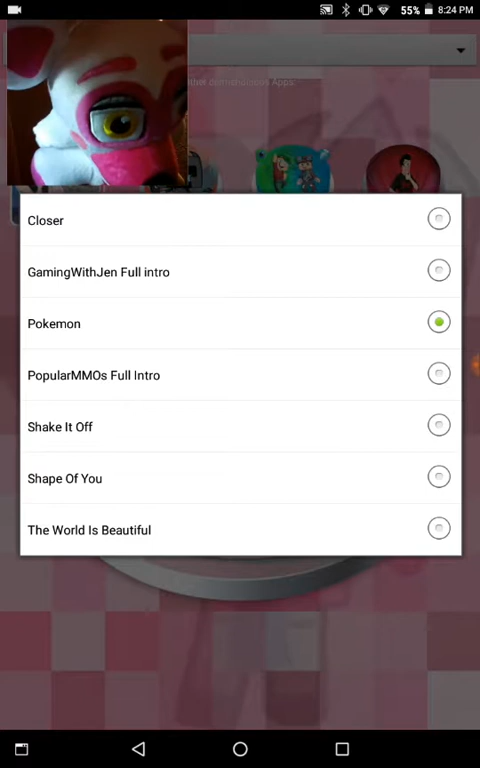 55% 8:24 PM
Apps:
Closer
GamingWithJen Full intro
Pokemon
PopularMMOs Full Intro
Shake It Off
Shape Of You
The World Is Beautiful